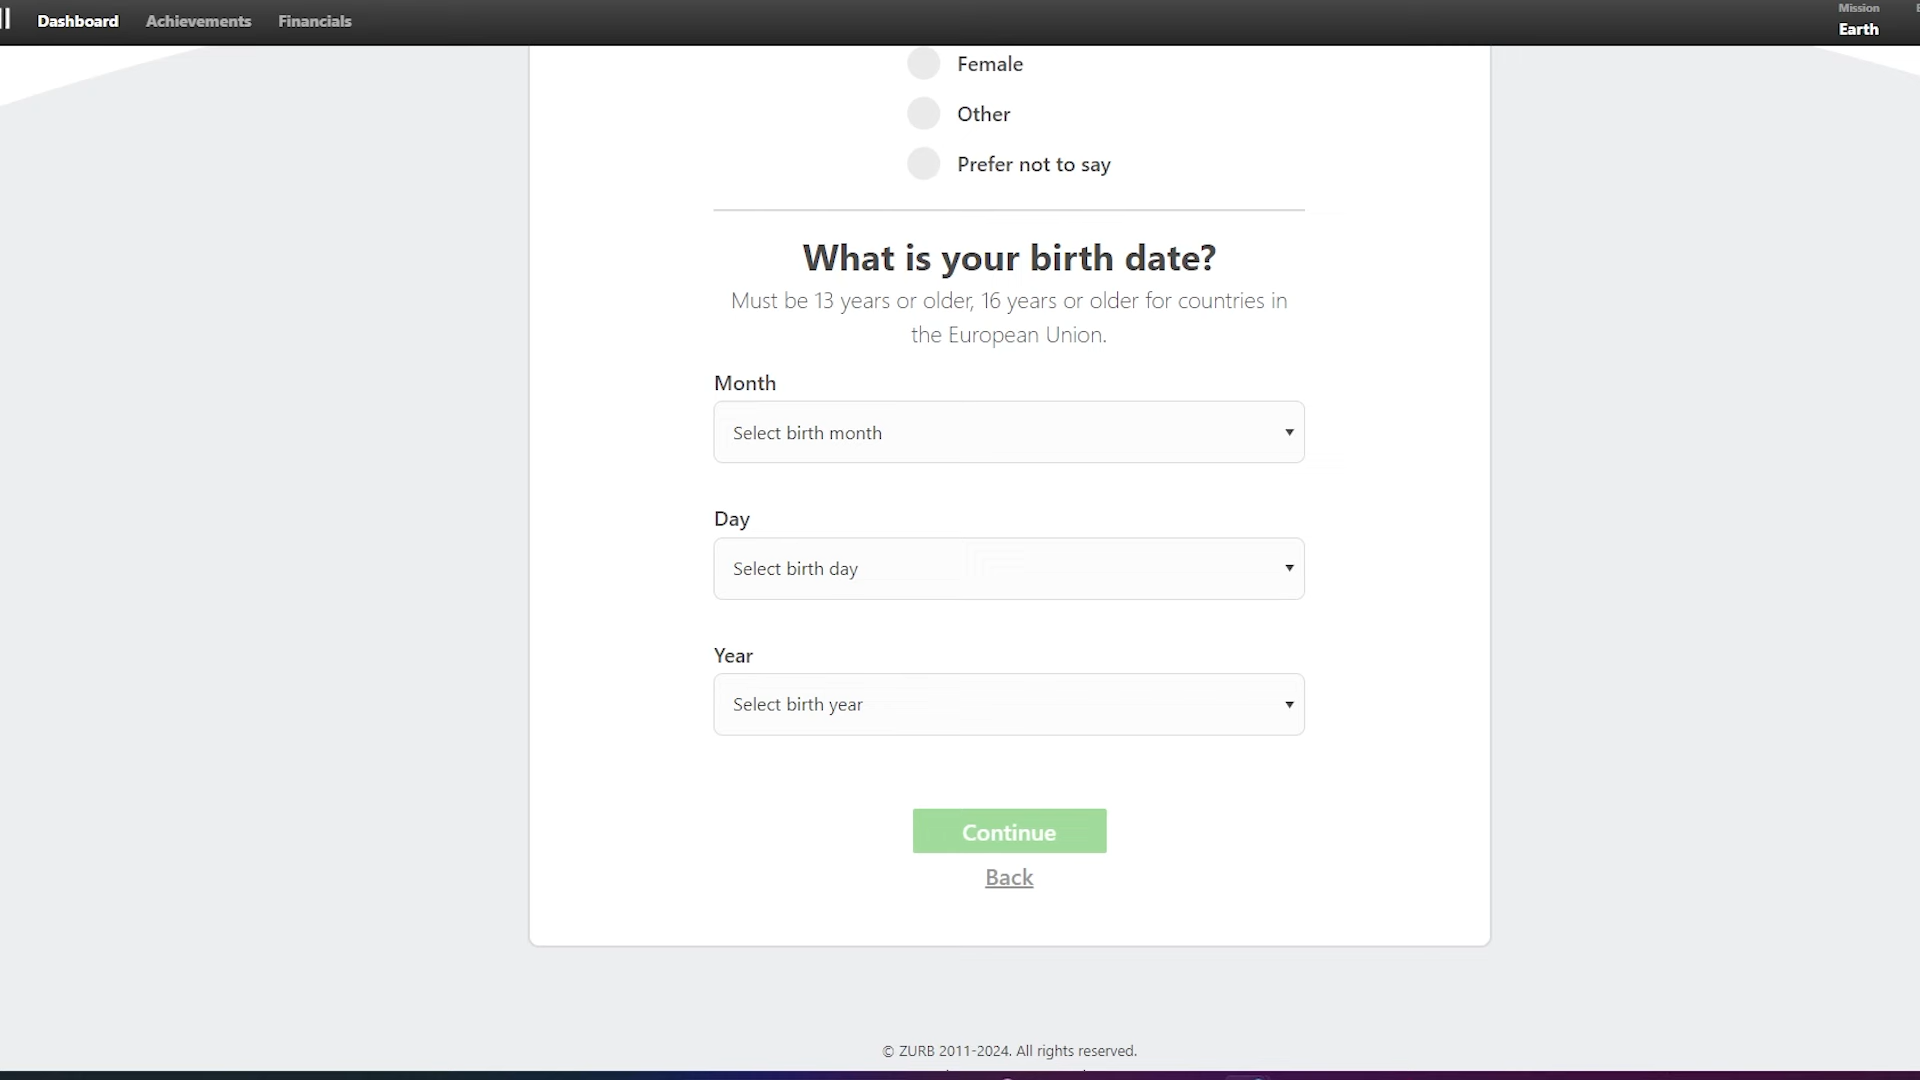 Dashboard Achievements Financials
Mission
Earth
Female
Other
Prefer not to say
What is your birth date?
Must be 13 years or older, 16 years or older for countries in
the European Union.
Month
Select birth month
Day
Select birth day
Year
Select birth year
Continue
Back
© ZURB 2011-2024. All rights reserved.